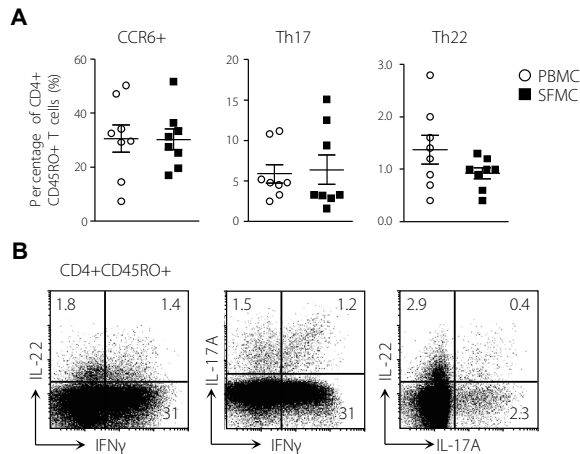 A
CCR6+
Th17
Th22
Percentage of CD4+
CD45RO+ T cells (%)
60
40
20
0
20
15
10
5
0
3.0
2.0
1.0
0.0
PBMC
SFMC
B
CD4+CD45RO+
1.8 1.4
IL-22
31
IFNγ
1.5 1.2
IL-17A
31
IFNγ
2.9 0.4
IL-22
2.3
IL-17A